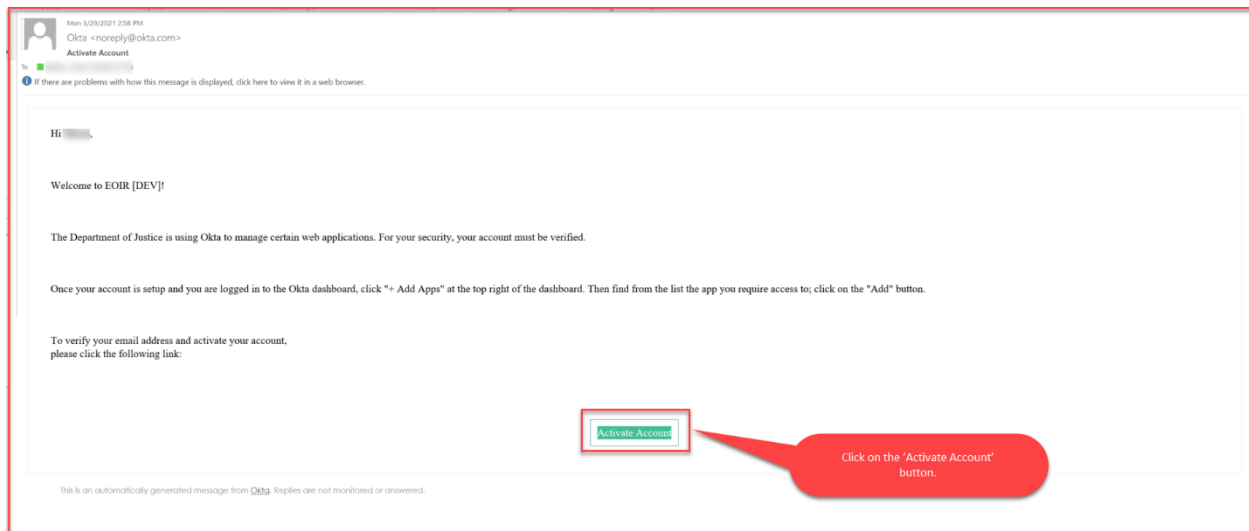 Mon 3/29/2021 2:58 PM
Okta <noreply@okta.com>
Activate Account
To
If there are problems with how this message is displayed, click here to view it in a web browser.
Hi ,
Welcome to EOIR [DEV]!
The Department of Justice is using Okta to manage certain web applications. For your security, your account must be verified.
Once your account is setup and you are logged in to the Okta dashboard, click "+ Add Apps" at the top right of the dashboard. Then find from the list the app you require access to; click on the "Add" button.
To verify your email address and activate your account,
please click the following link:
Activate Account
Click on the ‘Activate Account’
button.
This is an automatically generated message from Okta. Replies are not monitored or answered.